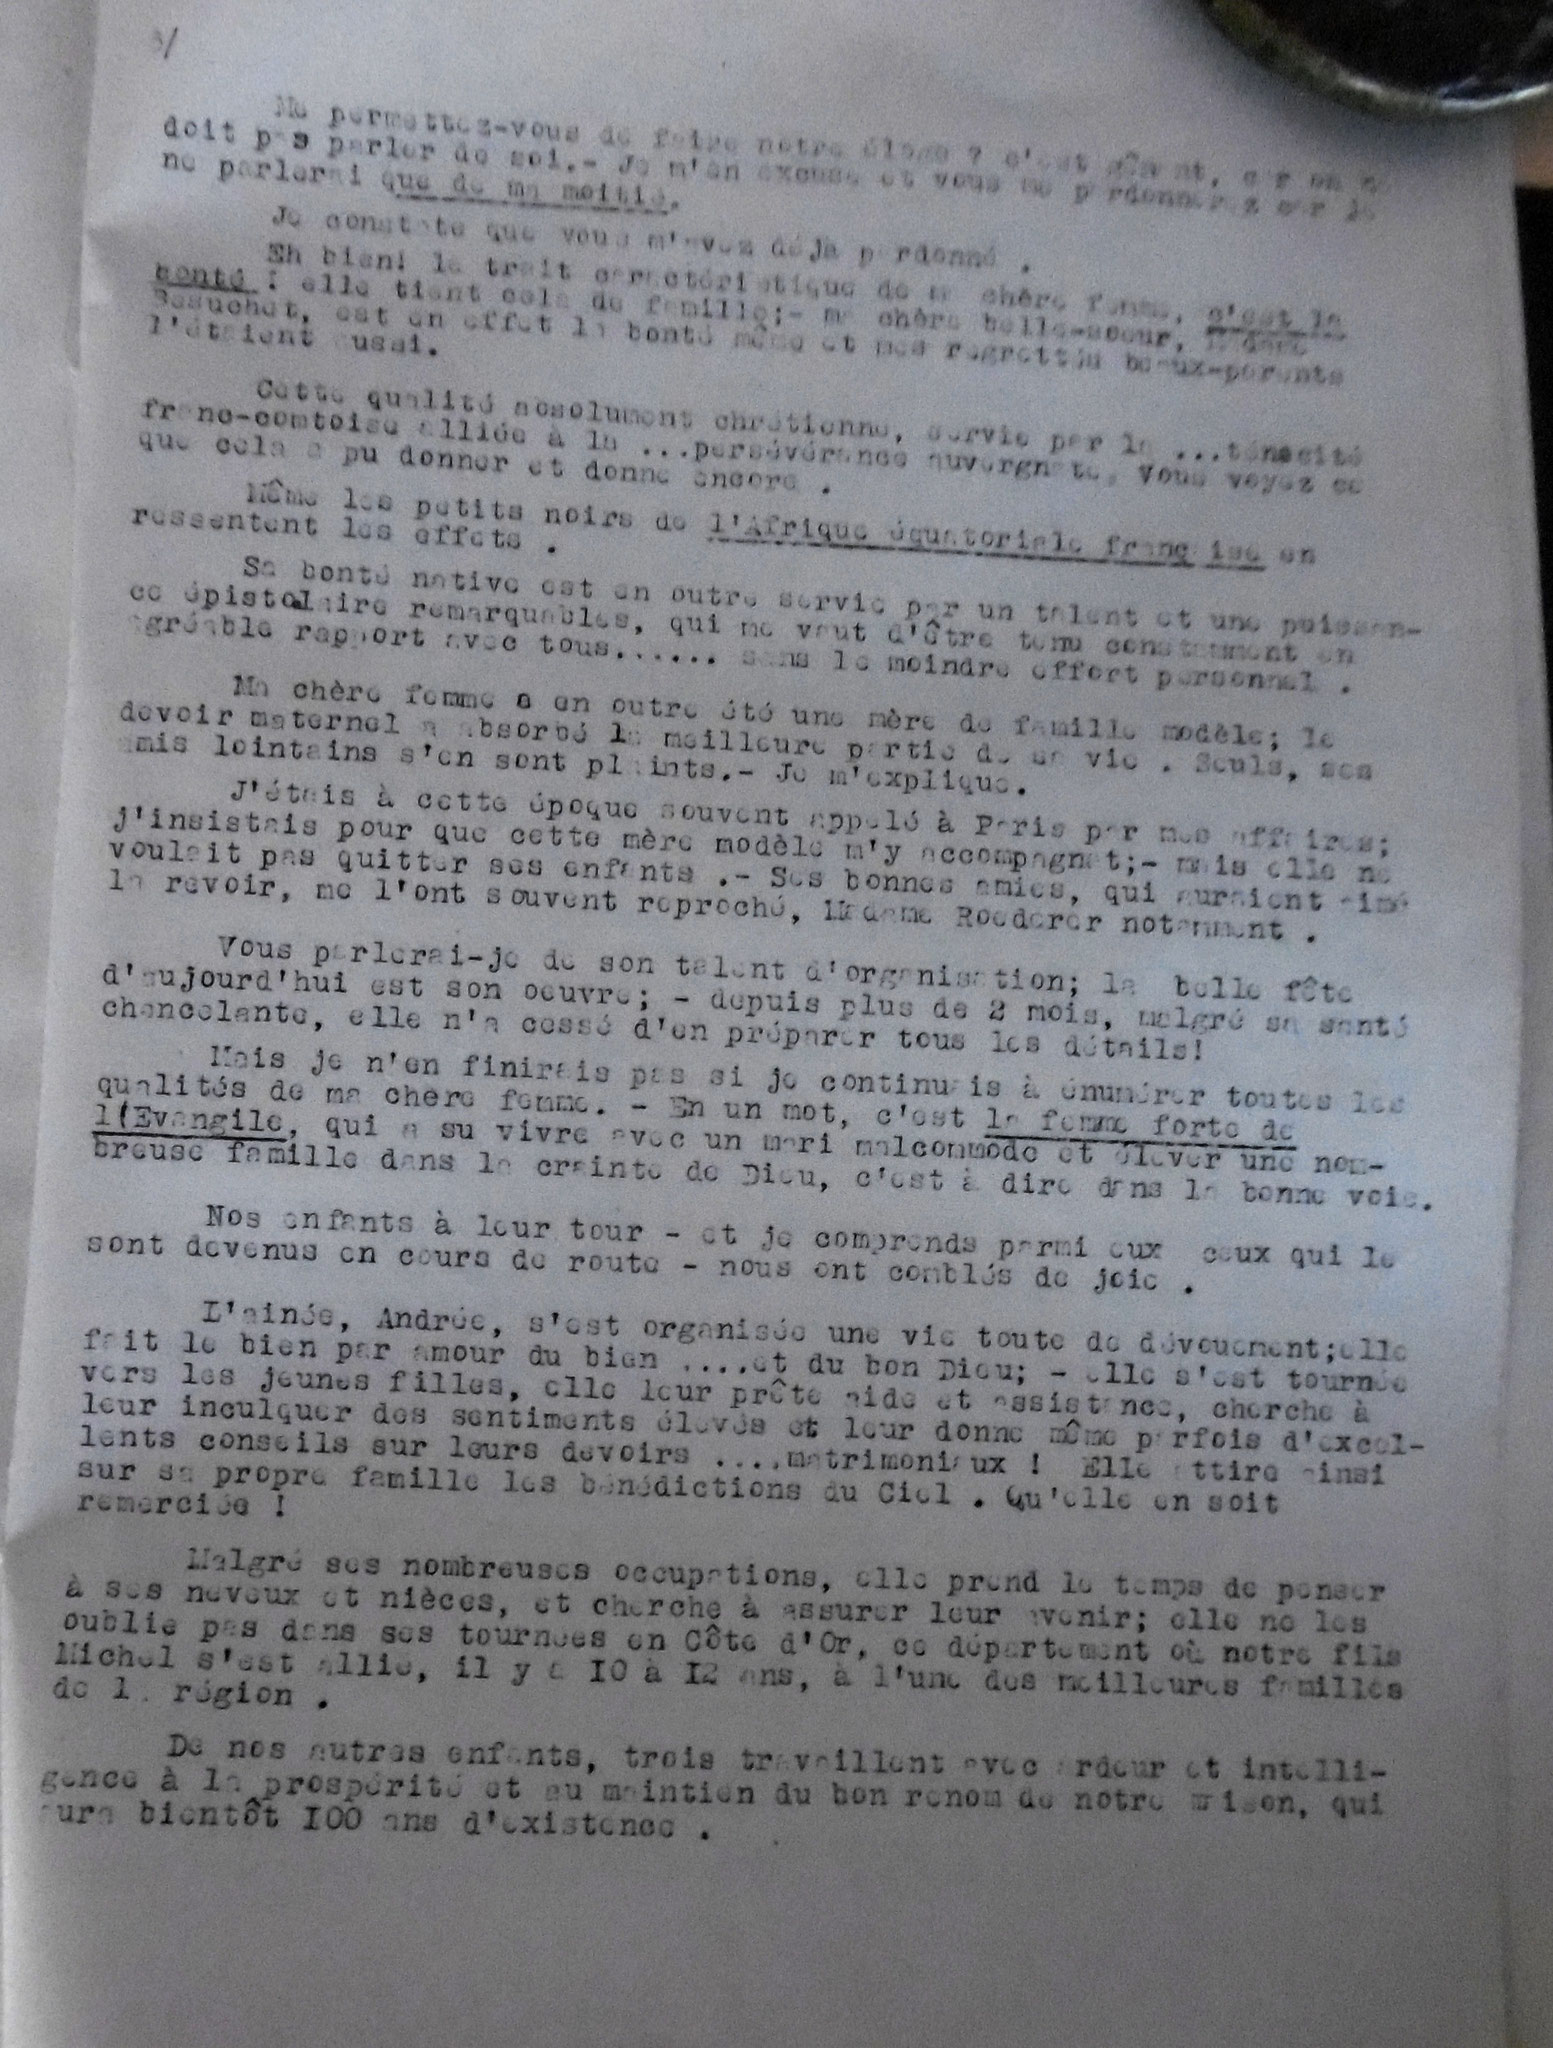 3/
Me permettez-vous de faire notre éloge ? c'est gênant, car on ne
doit pas parler de soi.- Je m'en excuse et vous me pardonnerez car je
ne parlerai que de ma moitié.
Je constate que vous m'avez déjà pardonné .
Eh bien! le trait caractéristique de ma chère femme, c'est la
bonté ! elle tient cela de famille;- ma chère belle-soeur, Madame
Besuchet, est en effet la bonté même et mes regrettés beaux-parents
l'étaient aussi.
Cette qualité absolument chrétienne, servie par la ...ténacité
franc-comtoise alliée à la ...persévérance auvergnate, vous voyez ce
que cela a pu donner et donne encore .
Même les petits noirs de l'Afrique équatoriale française en
ressentent les effets .
Sa bonté native est en outre servie par un talent et une puissan-
ce épistolaire remarquables, qui me vaut d'être tenu constamment en
agréable rapport avec tous...... sans le moindre effort personnel .
Ma chère femme a en outre été une mère de famille modèle; le
devoir maternel a absorbé la meilleure partie de sa vie . Seuls, ses
amis lointains s'en sont plaints.- Je m'explique.
J'étais à cette époque souvent appelé à Paris par mes affaires;
j'insistais pour que cette mère modèle m'y accompagnat;- mais elle ne
voulait pas quitter ses enfants .- Ses bonnes amies, qui auraient aimé
la revoir, me l'ont souvent reproché, Madame Roederer notamment .
Vous parlerai-je de son talent d'organisation; la belle fête
d'aujourd'hui est son oeuvre; - depuis plus de 2 mois, malgré sa santé
chancelante, elle n'a cessé d'en préparer tous les détails!
Mais je n'en finirais pas si je continuais à énumérer toutes les
qualités de ma chère femme. - En un mot, c'est la femme forte de
l(Evangile, qui a su vivre avec un mari malcommode et élever une nom-
breuse famille dans la crainte de Dieu, c'est à dire dans la bonne voie.
Nos enfants à leur tour - et je comprends parmi eux ceux qui le
sont devenus en cours de route - nous ont comblés de joie .
L'ainée, Andrée, s'est organisée une vie toute de dévouement;elle
fait le bien par amour du bien ....et du bon Dieu; - elle s'est tournée
vers les jeunes filles, elle leur prête aide et assistance, cherche à
leur inculquer des sentiments élevés et leur donne même parfois d'excel-
lents conseils sur leurs devoirs ....matrimoniaux ! Elle attire ainsi
sur sa propre famille les bénédictions du Ciel . Qu'elle en soit
remerciée !
Malgré ses nombreuses occupations, elle prend le temps de penser
à ses neveux et nièces, et cherche à assurer leur avenir; elle ne les
oublie pas dans ses tournées en Côte d'Or, ce département où notre fils
Michel s'est allié, il y a IO à I2 ans, à l'une des meilleures familles
de la région .
De nos autres enfants, trois travaillent avec ardeur et intelli-
gence à la prospérité et au maintien du bon renom de notre maison, qui
aura bientôt I00 ans d'existence .